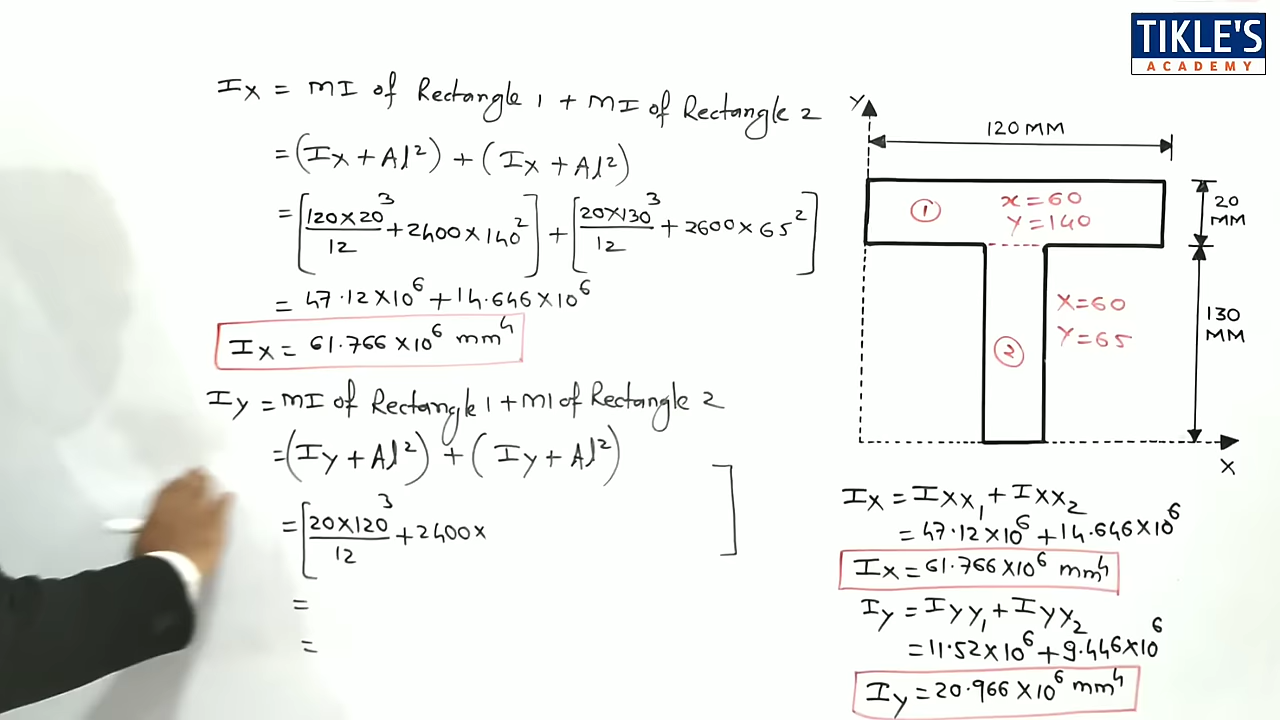 TIKLE'S
ACADEMY
Ix = MI of Rectangle 1 + MI of Rectangle 2
= (Ix + Al²) + (Ix + Al²)
= [120×20³/12 + 2400×140²] + [20×130³/12 + 2600×65²]
= 47.12×10⁶ + 14.646×10⁶
Ix = 61.766×10⁶ mm⁴
Iy = MI of Rectangle 1 + MI of Rectangle 2
= (Iy + Al²) + (Iy + Al²)
= [20×120³/12 + 2400× ]
=
=
Y
120 MM
① x=60
Y=140
20
MM
X=60
Y=65
②
130
MM
X
Ix = Ixx₁ + Ixx₂
= 47.12×10⁶ + 14.646×10⁶
Ix = 61.766×10⁶ mm⁴
Iy = Iyy₁ + Iyy₂
= 11.52×10⁶ + 9.446×10⁶
Iy = 20.966×10⁶ mm⁴